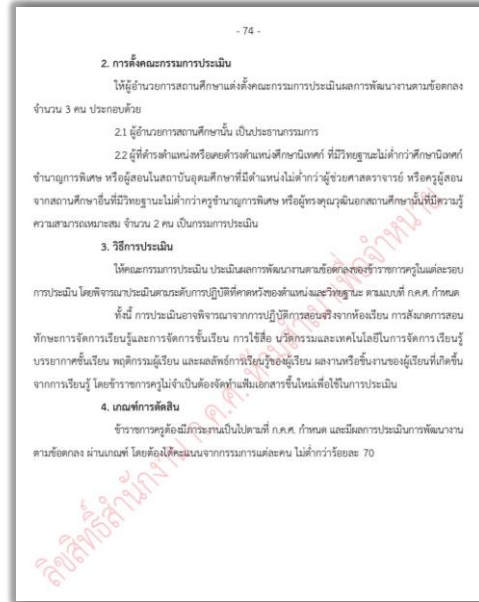 - 74 -
2. การตั้งคณะกรรมการประเมิน
ให้ผู้อำนวยการสถานศึกษาแต่งตั้งคณะกรรมการประเมินผลการพัฒนางานตามข้อตกลง
จำนวน 3 คน ประกอบด้วย
2.1 ผู้อำนวยการสถานศึกษานั้น เป็นประธานกรรมการ
2.2 ผู้ที่ดำรงตำแหน่งหรือเคยดำรงตำแหน่งศึกษานิเทศก์ ที่มีวิทยฐานะไม่ต่ำกว่าศึกษานิเทศก์
ชำนาญการพิเศษ หรือผู้สอนในสถาบันอุดมศึกษาที่มีตำแหน่งไม่ต่ำกว่าผู้ช่วยศาสตราจารย์ หรือครูผู้สอน
จากสถานศึกษาอื่นที่มีวิทยฐานะไม่ต่ำกว่าครูชำนาญการพิเศษ หรือผู้ทรงคุณวุฒินอกสถานศึกษานั้นที่มีความรู้
ความสามารถเหมาะสม จำนวน 2 คน เป็นกรรมการประเมิน
3. วิธีการประเมิน
ให้คณะกรรมการประเมิน ประเมินผลการพัฒนางานตามข้อตกลงของข้าราชการครูในแต่ละรอบ
การประเมิน โดยพิจารณาประเมินตามระดับการปฏิบัติที่คาดหวังของตำแหน่งและวิทยฐานะ ตามแบบที่ ก.ค.ศ. กำหนด
ทั้งนี้ การประเมินอาจพิจารณาจากการปฏิบัติการสอนจริงจากห้องเรียน การสังเกตการสอน
ทักษะการจัดการเรียนรู้และการจัดการชั้นเรียน การใช้สื่อ นวัตกรรมและเทคโนโลยีในการจัดการเรียนรู้
บรรยากาศชั้นเรียน พฤติกรรมผู้เรียน และผลลัพธ์การเรียนรู้ของผู้เรียน ผลงานหรือชิ้นงานของผู้เรียนที่เกิดขึ้น
จากการเรียนรู้ โดยข้าราชการครูไม่จำเป็นต้องจัดทำแฟ้มเอกสารขึ้นใหม่เพื่อใช้ในการประเมิน
4. เกณฑ์การตัดสิน
ข้าราชการครูต้องมีภาระงานเป็นไปตามที่ ก.ค.ศ. กำหนด และมีผลการประเมินการพัฒนางาน
ตามข้อตกลง ผ่านเกณฑ์ โดยต้องได้คะแนนจากกรรมการแต่ละคน ไม่ต่ำกว่าร้อยละ 70
ลิขสิทธิ์สำนักงาน ก.ค.ศ. ห้ามทำสำเนาเพื่อจำหน่าย